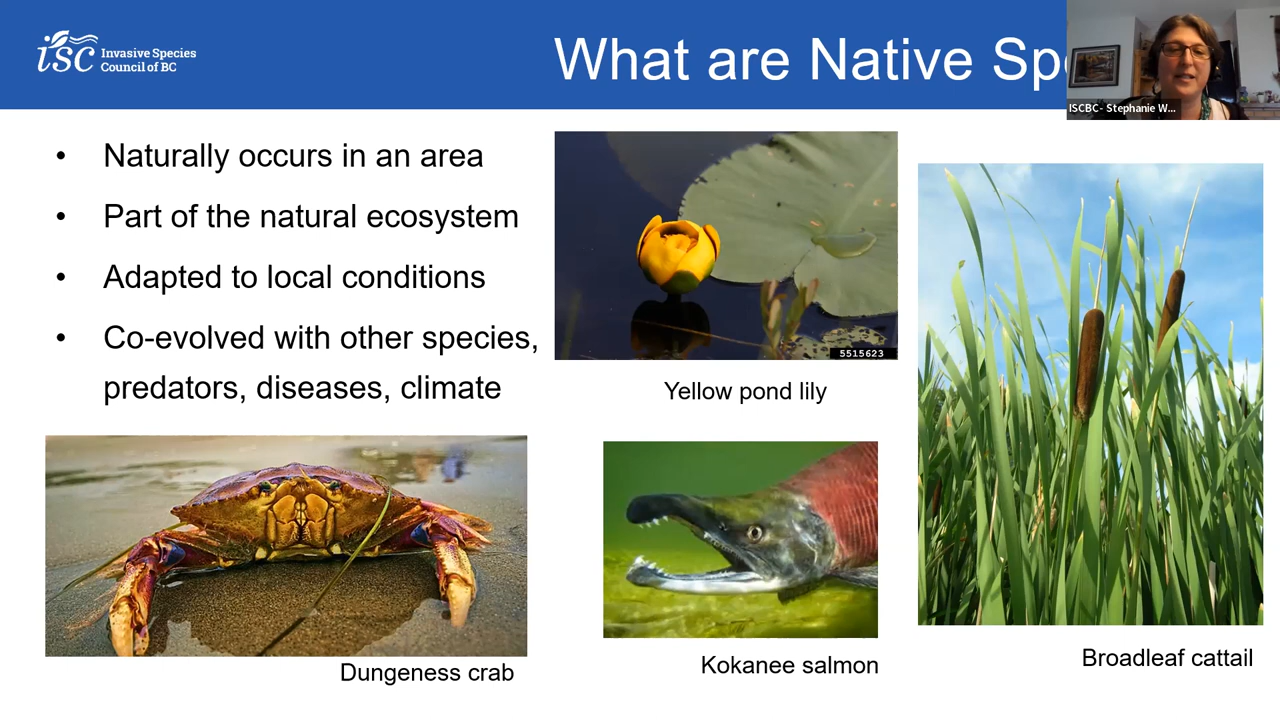 isc Invasive Species
Council of BC
What are Native Sp
ISCBC- Stephanie W...
• Naturally occurs in an area
• Part of the natural ecosystem
• Adapted to local conditions
• Co-evolved with other species,
predators, diseases, climate
5515623
Yellow pond lily
Dungeness crab
Kokanee salmon
Broadleaf cattail